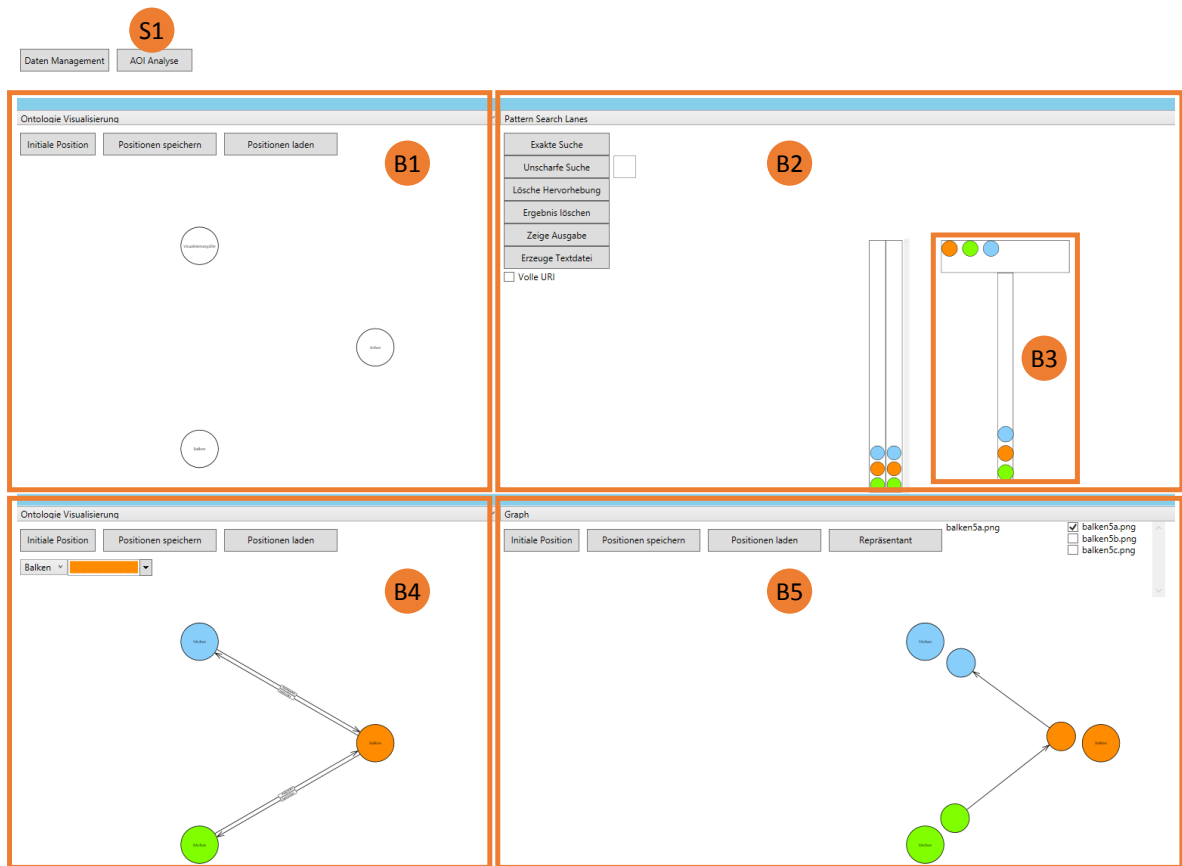 S1
Daten Management
AOI Analyse
Ontologie Visualisierung
Initiale Position
Positionen speichern
Positionen laden
B1
Balken
Pattern Search Lanes
Exakte Suche
Unscharfe Suche
Lösche Hervorhebung
Ergebnis löschen
Zeige Ausgabe
Erzeuge Textdatei
Volle URI
B2
B3
Ontologie Visualisierung
Initiale Position
Positionen speichern
Positionen laden
Balken
B4
Balken
Graph
Initiale Position
Positionen speichern
Positionen laden
Repräsentant
balken5a.png
balken5a.png
balken5b.png
balken5c.png
B5
Balken